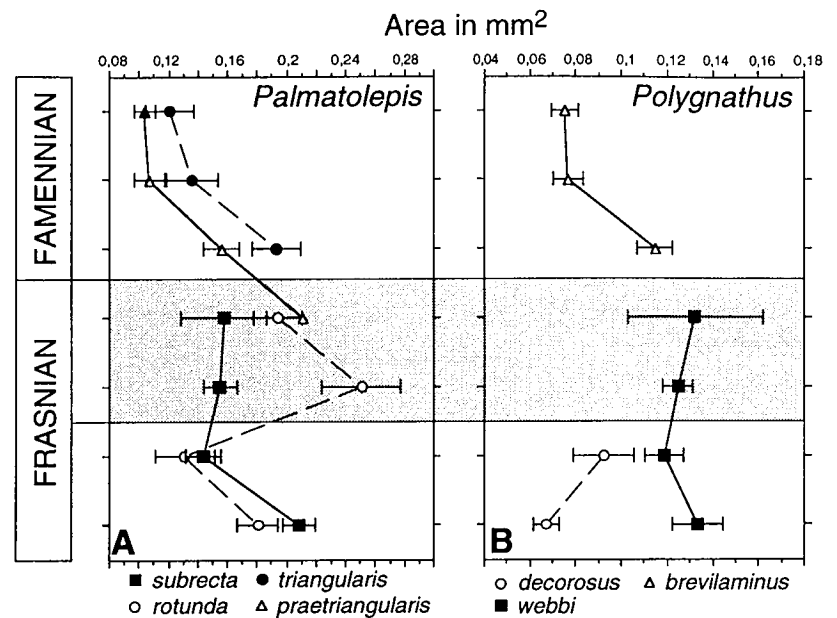 Area in mm2
0,08 0,12 0,16 0,2 0,24 0,28
0,04 0,06 0,08 0,1 0,12 0,14 0,16 0,18
FAMENNIAN
FRASNIAN
Palmatolepis
Polygnathus
A
B
■ subrecta ● triangularis
○ rotunda △ praetriangularis
○ decorosus △ brevilaminus
■ webbi